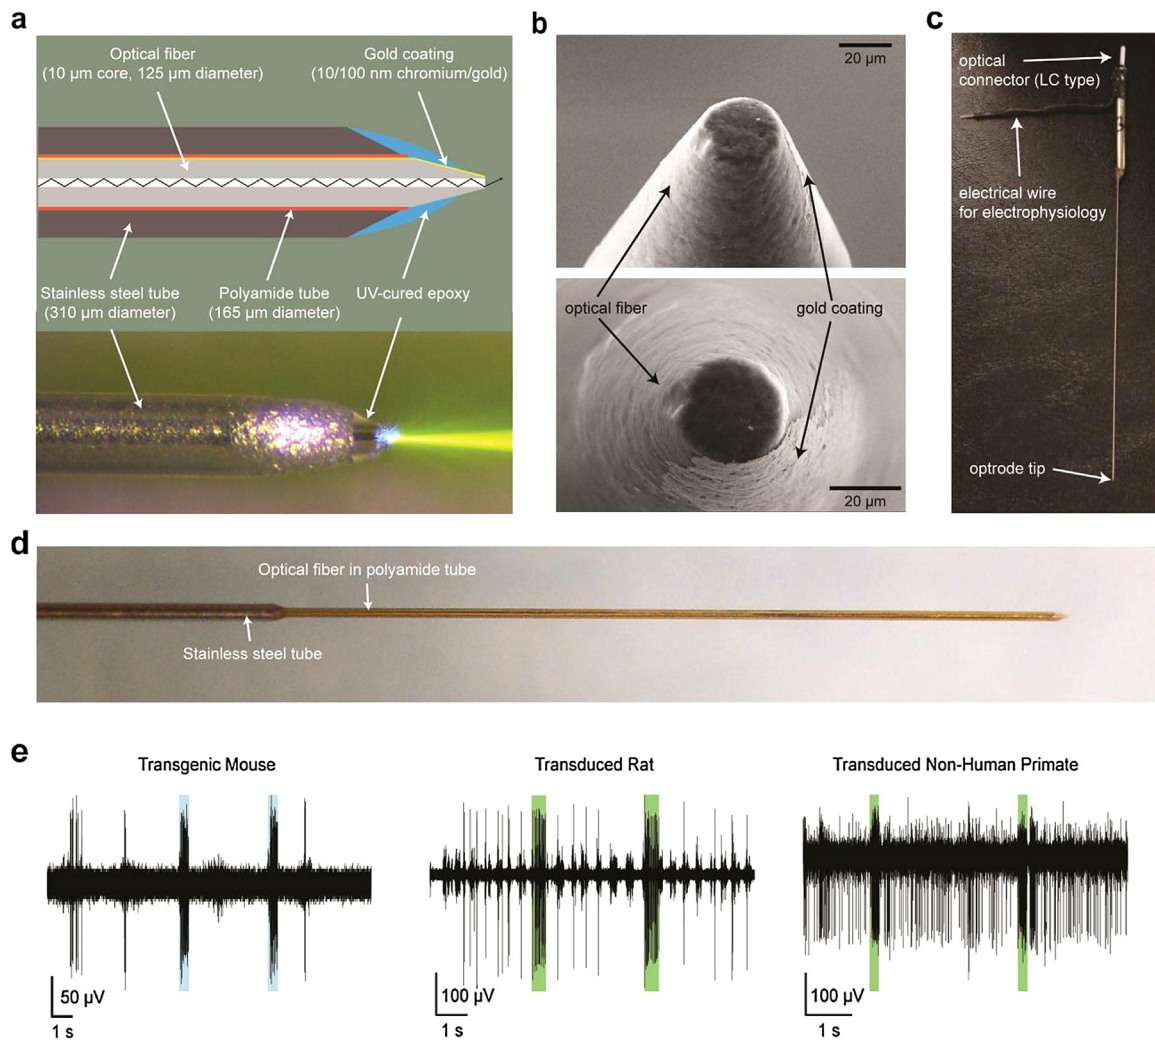 a
Optical fiber
(10 µm core, 125 µm diameter)
Gold coating
(10/100 nm chromium/gold)
Stainless steel tube
(310 µm diameter)
Polyamide tube
(165 µm diameter)
UV-cured epoxy
b
20 µm
optical fiber
gold coating
20 µm
c
optical
connector (LC type)
electrical wire
for electrophysiology
optrode tip
d
Optical fiber in polyamide tube
Stainless steel tube
e
Transgenic Mouse
50 µV
1 s
Transduced Rat
100 µV
1 s
Transduced Non-Human Primate
100 µV
1 s